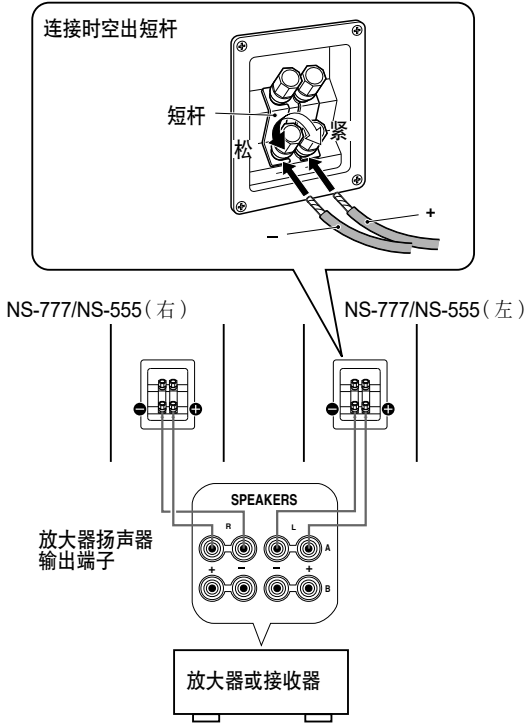 连接时空出短杆
短杆
松
紧
+
–
NS-777/NS-555（右）
NS-777/NS-555（左）
– +
– +
SPEAKERS
R L
A
+ – – +
B
放大器扬声器
输出端子
放大器或接收器